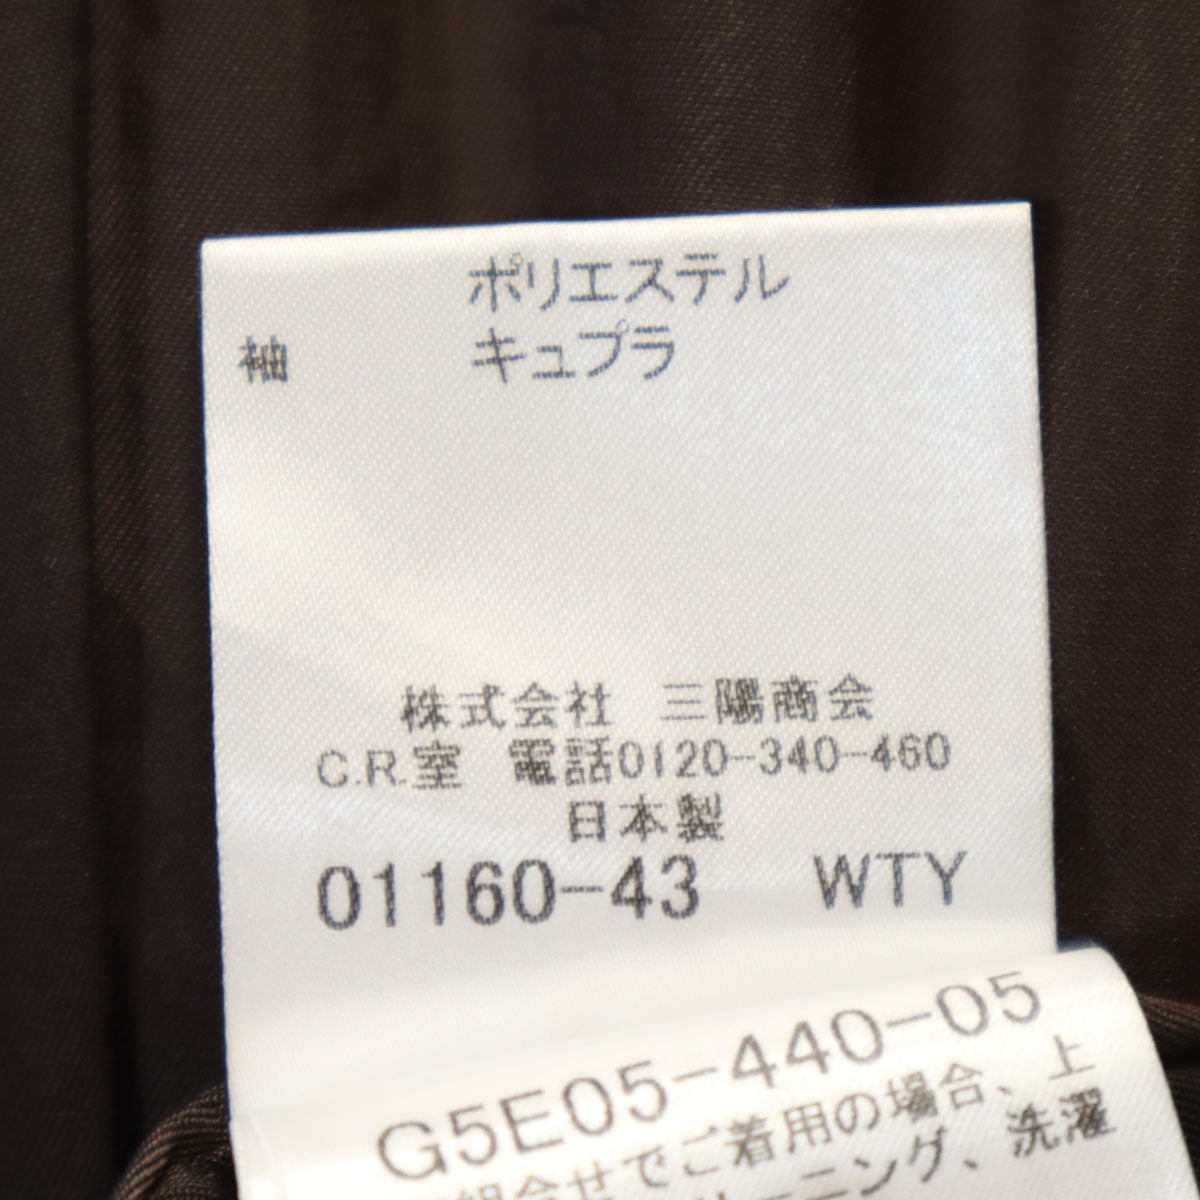 ポリエステル
袖 キュプラ
株式会社 三陽商会
C.R.室 電話0120-340-460
日本製
01160-43 WTY
G5E05-440-05
組合せでご着用の場合、上
ーニング、洗濯